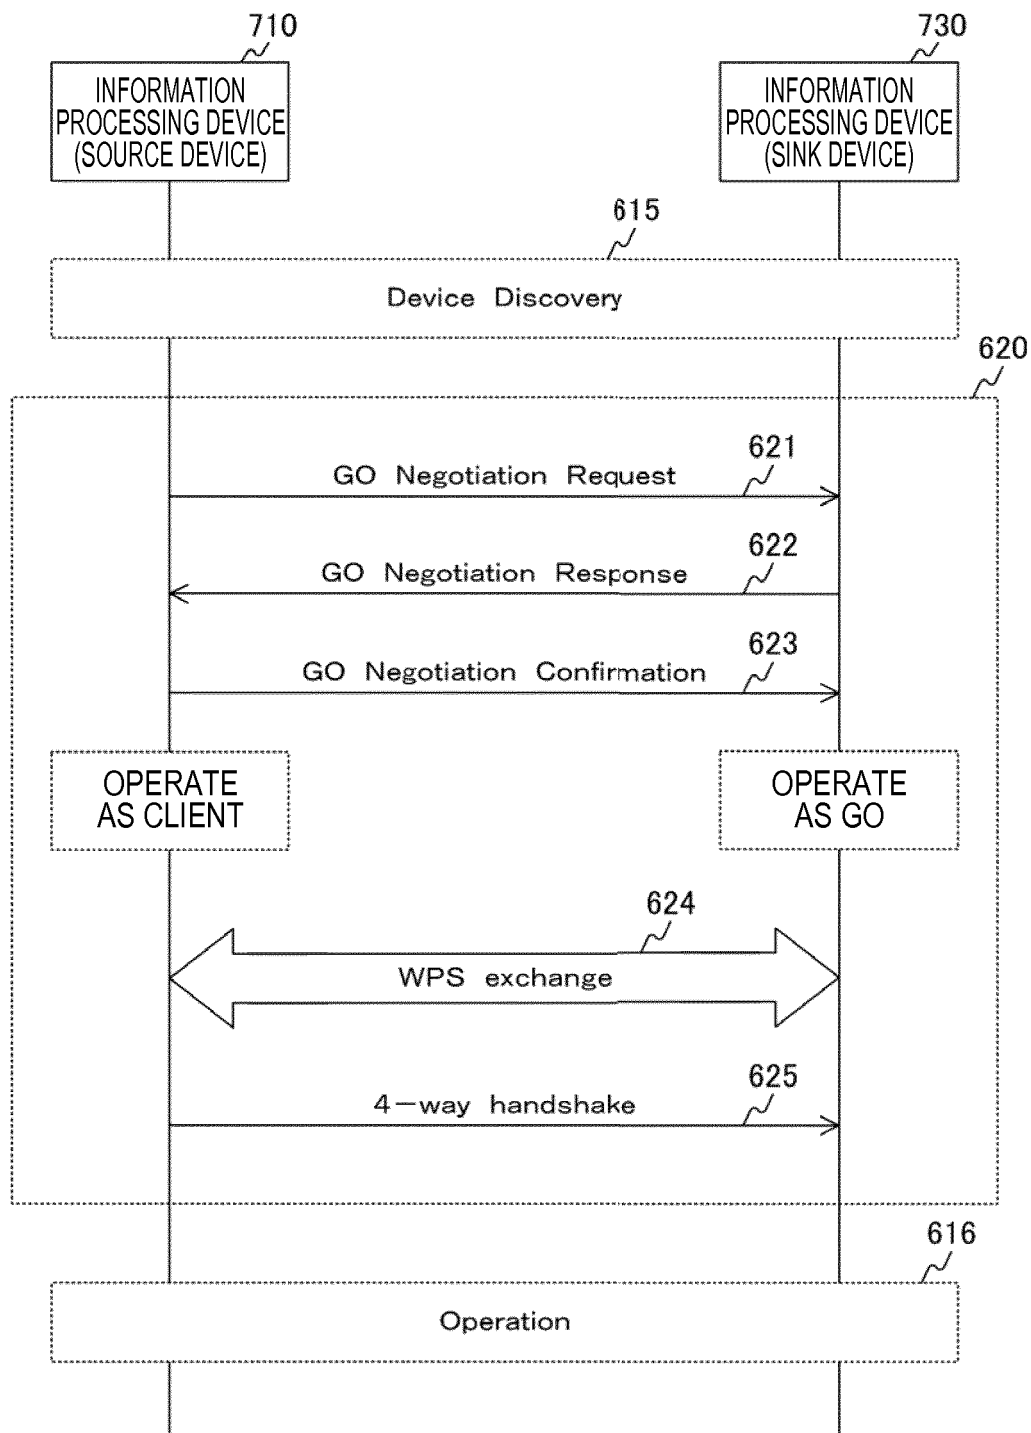 710
730
INFORMATION
PROCESSING DEVICE
(SOURCE DEVICE)
INFORMATION
PROCESSING DEVICE
(SINK DEVICE)
615
Device Discovery
620
621
GO Negotiation Request
622
GO Negotiation Response
623
GO Negotiation Confirmation
OPERATE
AS CLIENT
OPERATE
AS GO
624
WPS exchange
625
4-way handshake
616
Operation